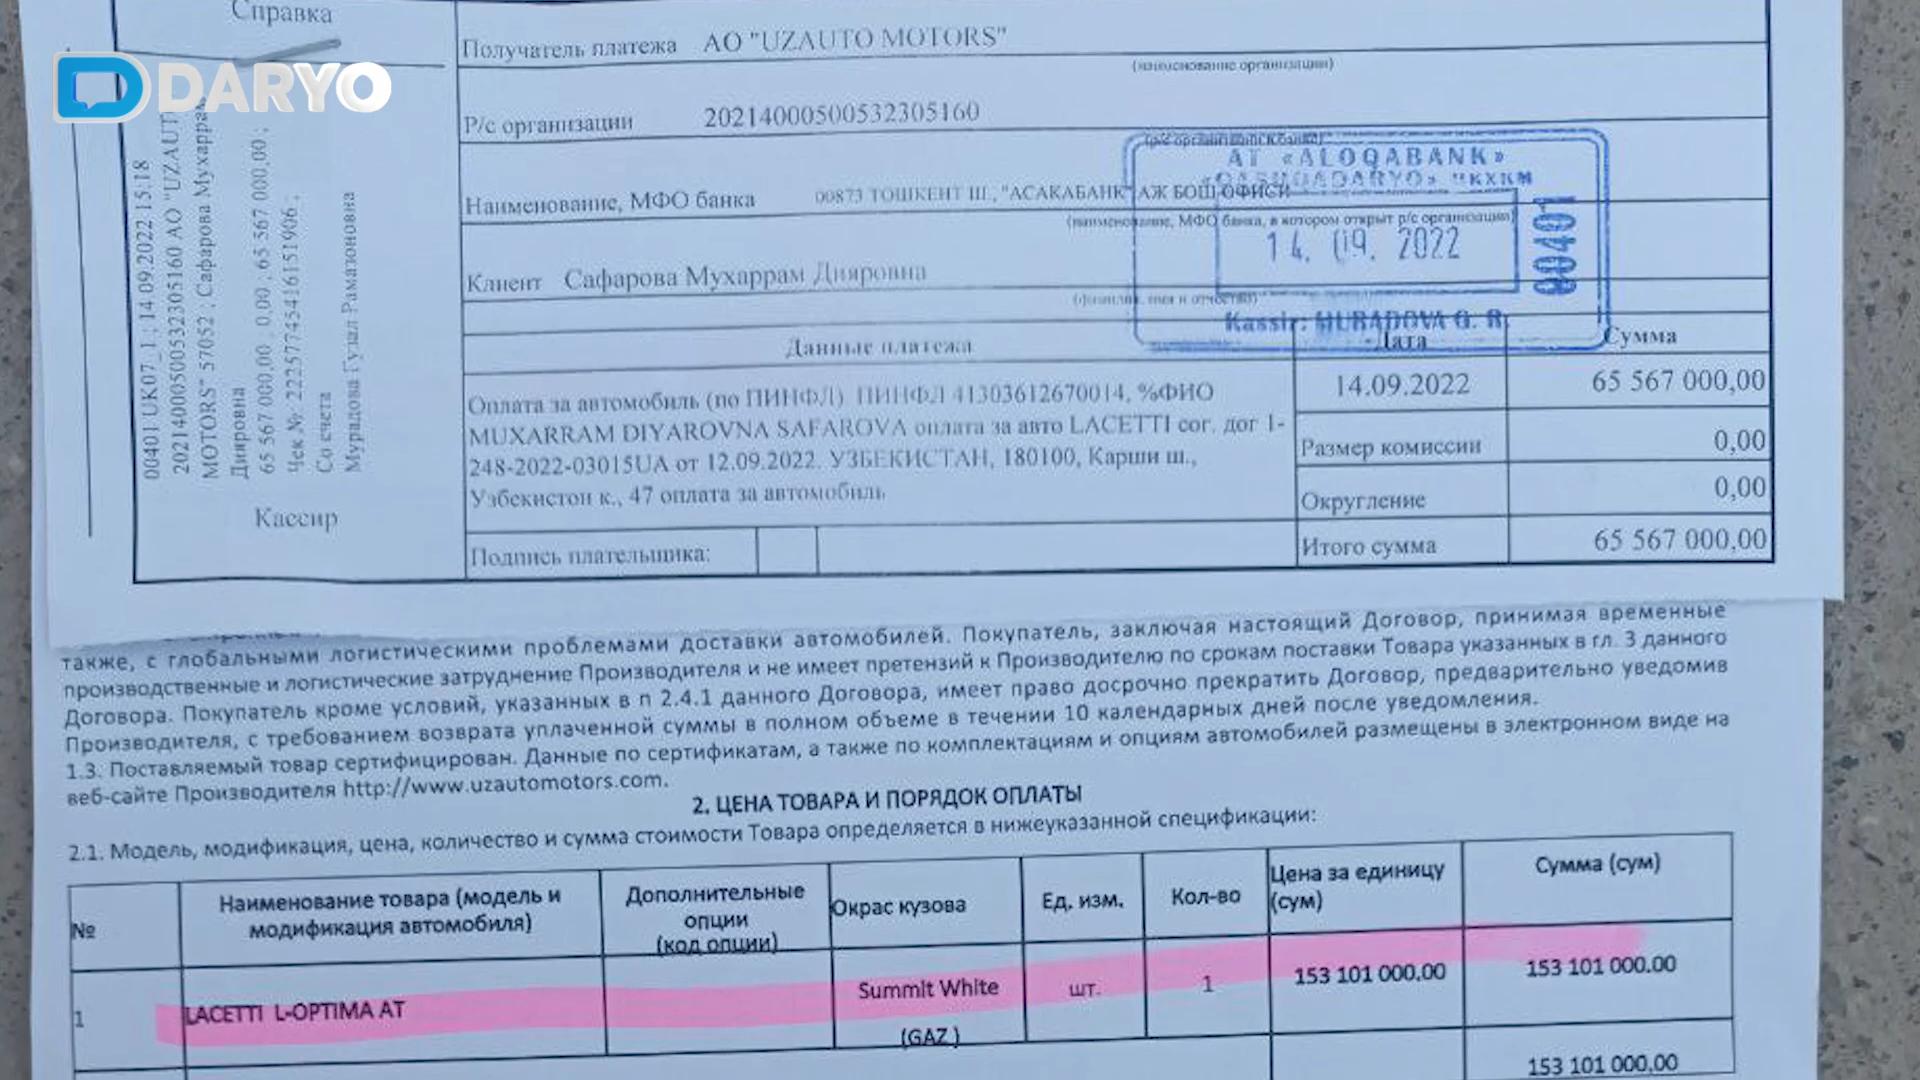 DARYO
Справка
00401 UK07_1 ; 14 09 2022 15:18
20214000500532305160 АО "UZAUT
MOTORS" 57052 , Сафарова Мухаррам
Дияровна
65 567 000,00 , 0,00 , 65 567 000,00 ;
Чек № 22257745416151906 ;
Со счета
Мурадова Гузал Рамазоновна
Кассир
Получатель платежа АО "UZAUTO MOTORS"
(наименование организации)
Р/с организации 20214000500532305160
(р/с организации в банке)
AT «ALOQABANK»
«QASHQADARYO»
Наименование, МФО банка 00873 ТОШКЕНТ Ш., "АСАКАБАНК" АЖ БОШ ОФИСИ
(наименование, МФО банка, в котором открыт р/с организации)
14. 09. 2022
00401
Клиент Сафарова Мухаррам Дияровна
(фамилия, имя и отчество)
Kassir: MURADOVA G. R.
Данные платежа Дата Сумма
Оплата за автомобиль (по ПИНФЛ) ПИНФЛ 41303612670014, %ФИО
MUXARRAM DIYAROVNA SAFAROVA оплата за авто LACETTI сог. дог 1-
248-2022-03015UA от 12.09.2022. УЗБЕКИСТАН, 180100, Карши ш.,
Узбекистон к., 47 оплата за автомобиль
14.09.2022 65 567 000,00
Размер комиссии 0,00
Округление 0,00
Итого сумма 65 567 000,00
Подпись плательщика:
также, с глобальными логистическими проблемами доставки автомобилей. Покупатель, заключая настоящий Договор, принимая временные
производственные и логистические затруднение Производителя и не имеет претензий к Производителю по срокам поставки Товара указанных в гл. 3 данного
Договора. Покупатель кроме условий, указанных в п 2.4.1 данного Договора, имеет право досрочно прекратить Договор, предварительно уведомив
Производителя, с требованием возврата уплаченной суммы в полном объеме в течении 10 календарных дней после уведомления.
1.3. Поставляемый товар сертифицирован. Данные по сертификатам, а также по комплектациям и опциям автомобилей размещены в электронном виде на
веб-сайте Производителя http://www.uzautomotors.com.
2. ЦЕНА ТОВАРА И ПОРЯДОК ОПЛАТЫ
2.1. Модель, модификация, цена, количество и сумма стоимости Товара определяется в нижеуказанной спецификации:
№ Наименование товара (модель и модификация автомобиля) Дополнительные опции (код опции) Окрас кузова Ед. изм. Кол-во Цена за единицу (сум) Сумма (сум)
1 LACETTI L-OPTIMA AT Summit White (GAZ ) шт. 1 153 101 000.00 153 101 000.00
153 101 000.00